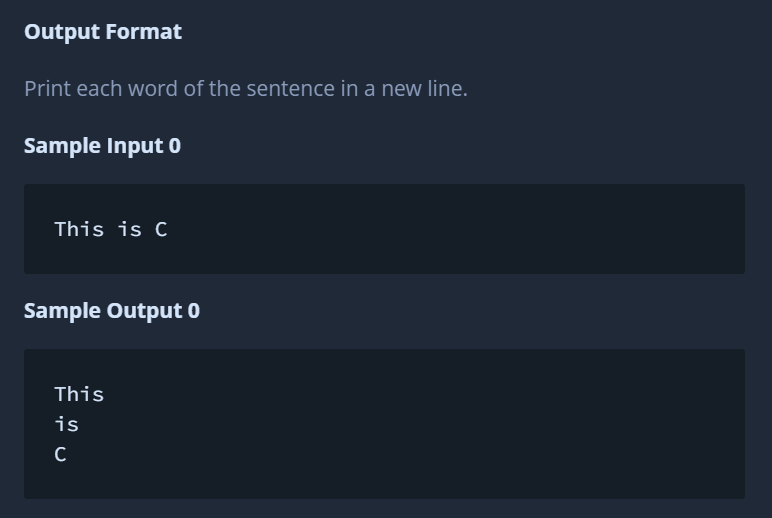 Output Format
Print each word of the sentence in a new line.
Sample Input 0
This is C
Sample Output 0
This
is
C